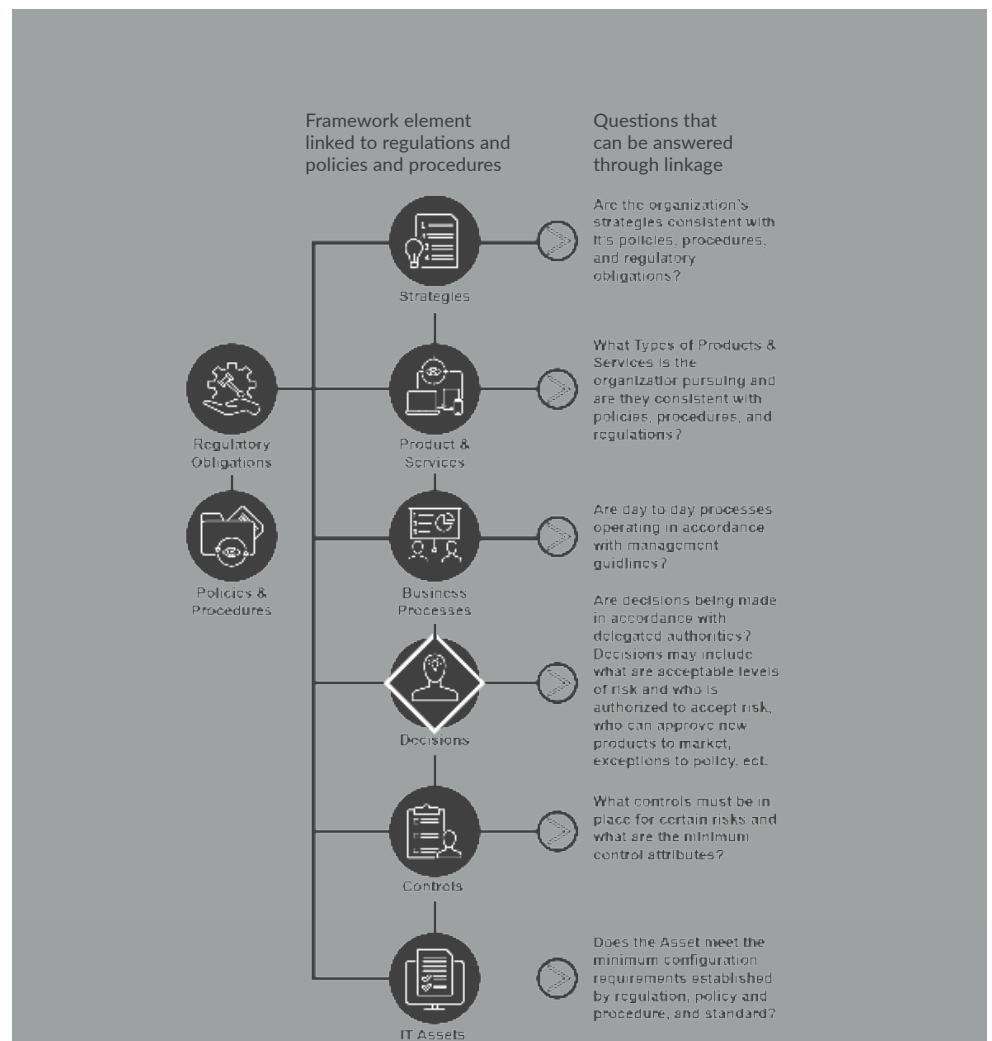 Framework element
linked to regulations and
policies and procedures
Questions that
can be answered
through linkage
Are the organization's
strategies consistent with
it's policies, procedures,
and regulatory
obligations?
Strategies
What Types of Products &
Services is the
organization pursuing and
are they consistent with
policies, procedures, and
regulations?
Regulatory
Obligations
Product &
Services
Are day to day processes
operating in accordance
with management
guidlines?
Policies &
Procedures
Business
Processes
Are decisions being made
in accordance with
delegated authorities?
Decisions may include
what are acceptable levels
of risk and who is
authorized to accept risk,
who can approve new
products to market,
exceptions to policy, ect.
Decisions
What controls must be in
place for certain risks and
what are the minimum
control attributes?
Controls
Does the Asset meet the
minimum configuration
requirements established
by regulation, policy and
procedure, and standard?
IT Assets